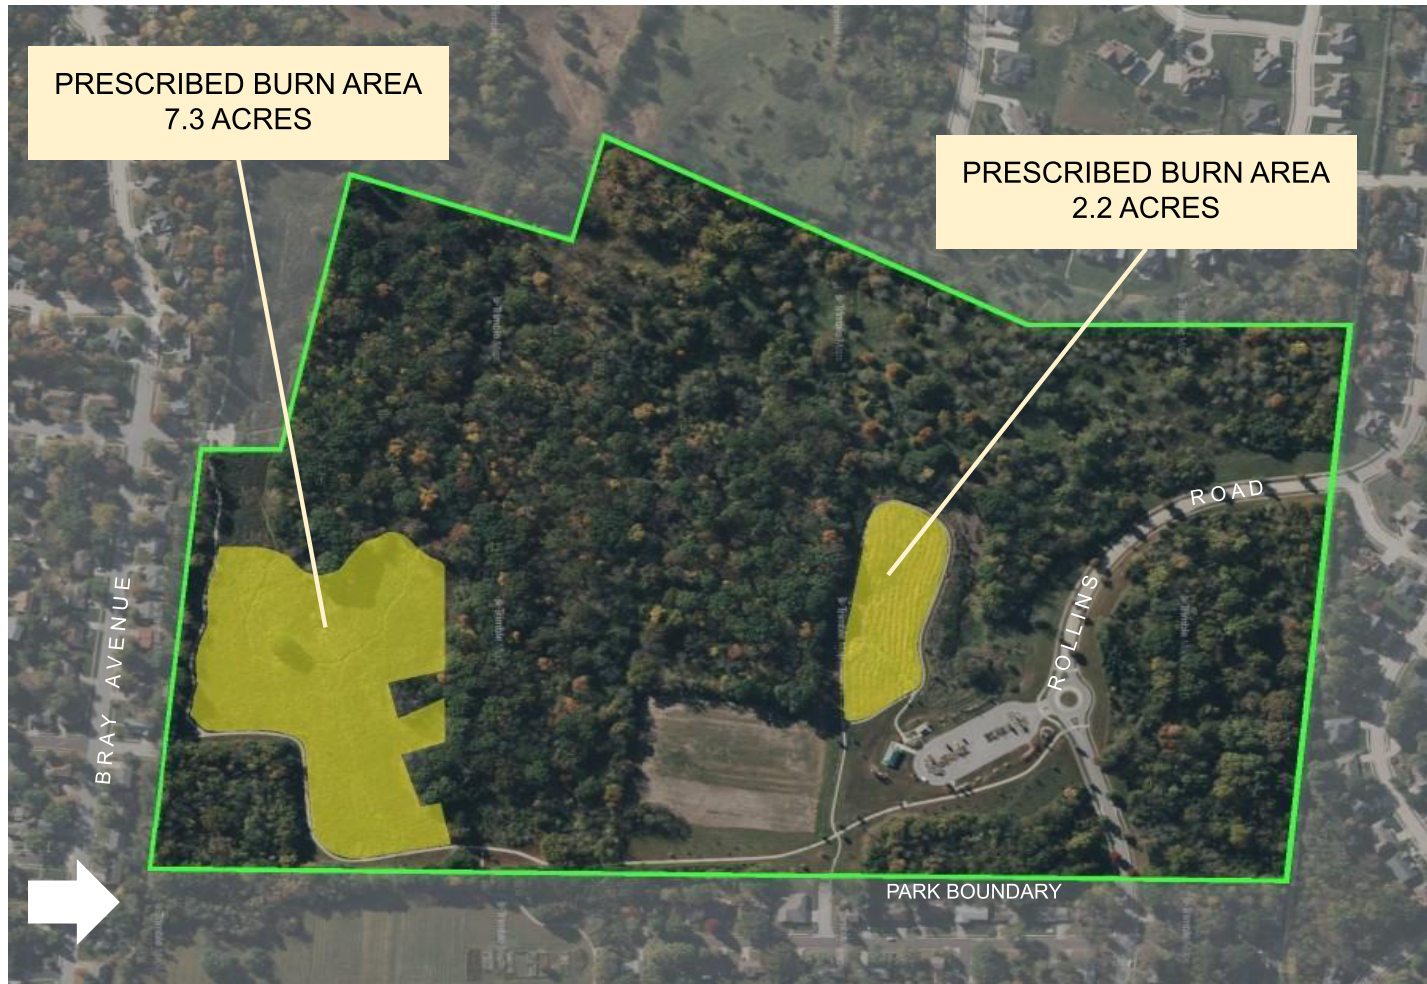 PRESCRIBED BURN AREA
7.3 ACRES
PRESCRIBED BURN AREA
2.2 ACRES
ROLLINS ROAD
BRAY AVENUE
PARK BOUNDARY